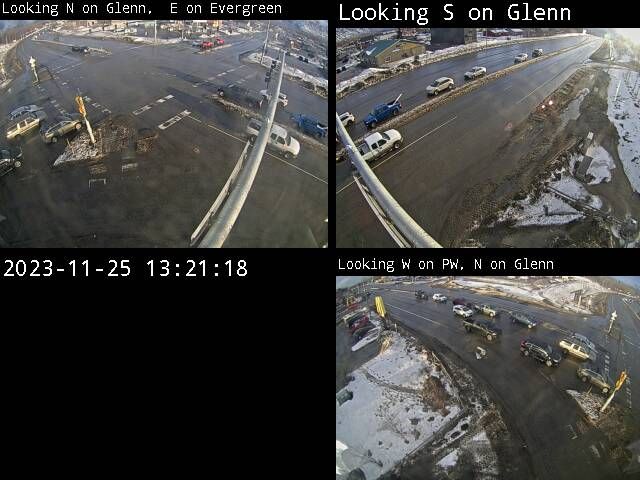 Looking N on Glenn,  E on Evergreen
Looking S on Glenn
2023-11-25 13:21:18
Looking W on PW, N on Glenn